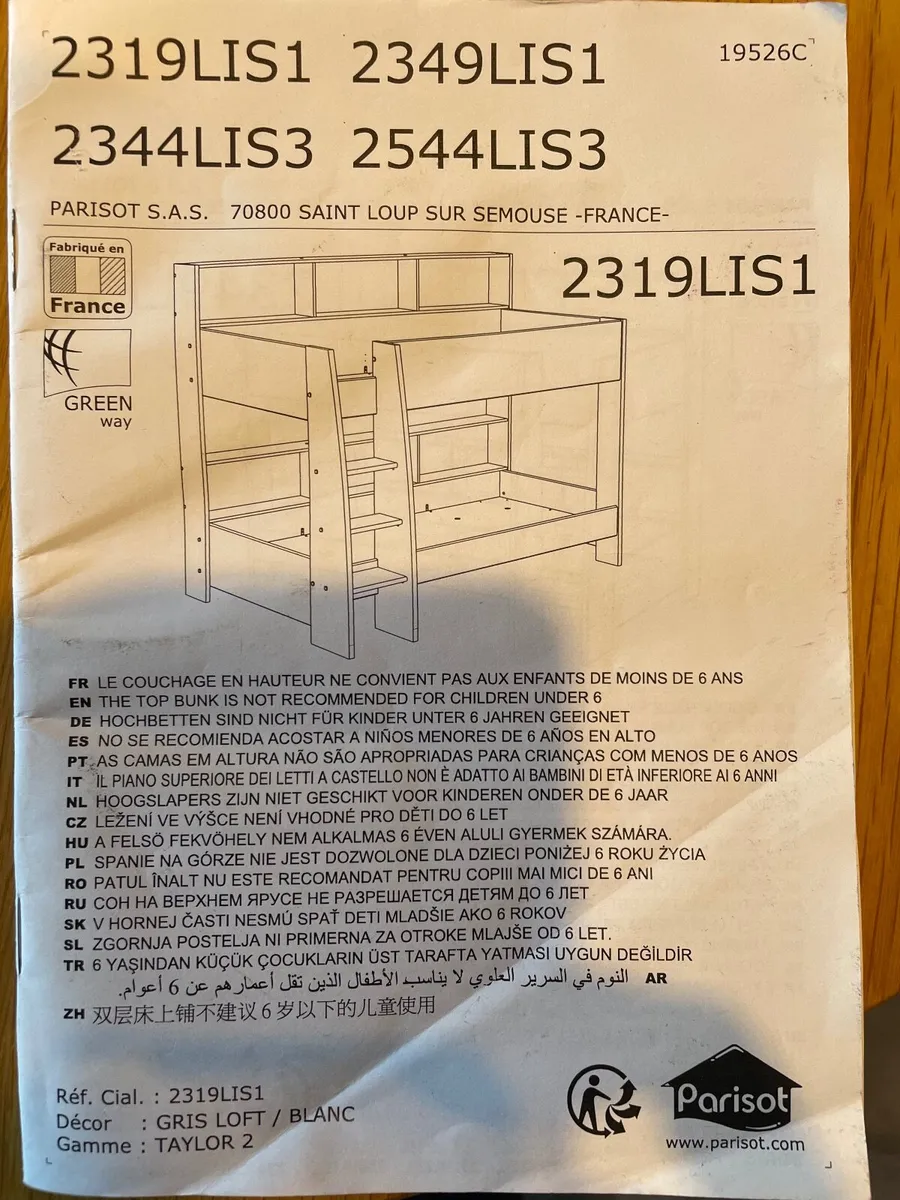 2319LIS1 2349LIS1 19526C
2344LIS3 2544LIS3
PARISOT S.A.S. 70800 SAINT LOUP SUR SEMOUSE -FRANCE-
Fabriqué en
France
2319LIS1
GREEN
way
FR LE COUCHAGE EN HAUTEUR NE CONVIENT PAS AUX ENFANTS DE MOINS DE 6 ANS
EN THE TOP BUNK IS NOT RECOMMENDED FOR CHILDREN UNDER 6
DE HOCHBETTEN SIND NICHT FÜR KINDER UNTER 6 JAHREN GEEIGNET
ES NO SE RECOMIENDA ACOSTAR A NIÑOS MENORES DE 6 AÑOS EN ALTO
PT AS CAMAS EM ALTURA NÃO SÃO APROPRIADAS PARA CRIANÇAS COM MENOS DE 6 ANOS
IT IL PIANO SUPERIORE DEI LETTI A CASTELLO NON È ADATTO AI BAMBINI DI ETÀ INFERIORE AI 6 ANNI
NL HOOGSLAPERS ZIJN NIET GESCHIKT VOOR KINDEREN ONDER DE 6 JAAR
CZ LEŽENÍ VE VÝŠCE NENÍ VHODNÉ PRO DĚTI DO 6 LET
HU A FELSÖ FEKVÖHELY NEM ALKALMAS 6 ÉVEN ALULI GYERMEK SZÁMÁRA.
PL SPANIE NA GÓRZE NIE JEST DOZWOLONE DLA DZIECI PONIŻEJ 6 ROKU ŻYCIA
RO PATUL ÎNALT NU ESTE RECOMANDAT PENTRU COPIII MAI MICI DE 6 ANI
RU СОН НА ВЕРХНЕМ ЯРУСЕ НЕ РАЗРЕШАЕТСЯ ДЕТЯМ ДО 6 ЛЕТ
SK V HORNEJ ČASTI NESMÚ SPAŤ DETI MLADŠIE AKO 6 ROKOV
SL ZGORNJA POSTELJA NI PRIMERNA ZA OTROKE MLAJŠE OD 6 LET.
TR 6 YAŞINDAN KÜÇÜK ÇOCUKLARIN ÜST TARAFTA YATMASI UYGUN DEĞİLDİR
AR النوم في السرير العلوي لا يناسب الأطفال الذين تقل أعمارهم عن 6 أعوام.
ZH 双层床上铺不建议 6 岁以下的儿童使用
Réf. Cial. : 2319LIS1
Décor : GRIS LOFT / BLANC
Gamme : TAYLOR 2
Parisot
www.parisot.com